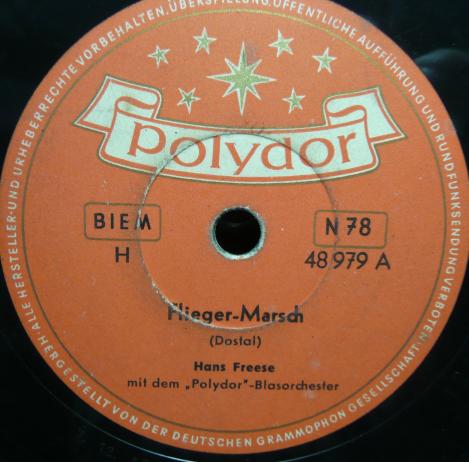 ALLE HERSTELLER- UND URHEBERRECHTE VORBEHALTEN. ÜBERSPIELUNG, ÖFFENTLICHE AUFFÜHRUNG UND RUNDFUNKSENDUNG VERBOTEN.
polydor
BIEM
N 78
H
48 979 A
Flieger-Marsch
(Dostal)
Hans Freese
mit dem „Polydor"-Blasorchester
HERGESTELLT VON DER DEUTSCHEN GRAMMOPHON GESELLSCHAFT